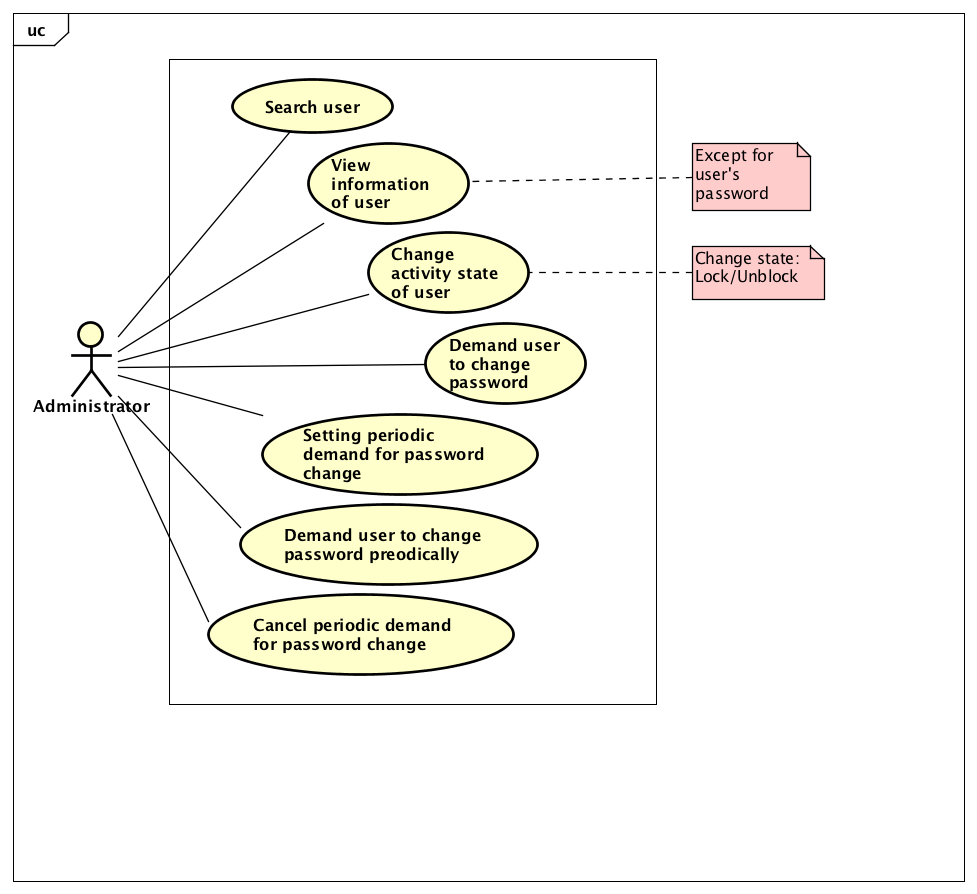 uc
Search user
View
information
of user
Except for
user's
password
Change
activity state
of user
Change state:
Lock/Unblock
Demand user
to change
password
Administrator
Setting periodic
demand for password
change
Demand user to change
password preodically
Cancel periodic demand
for password change